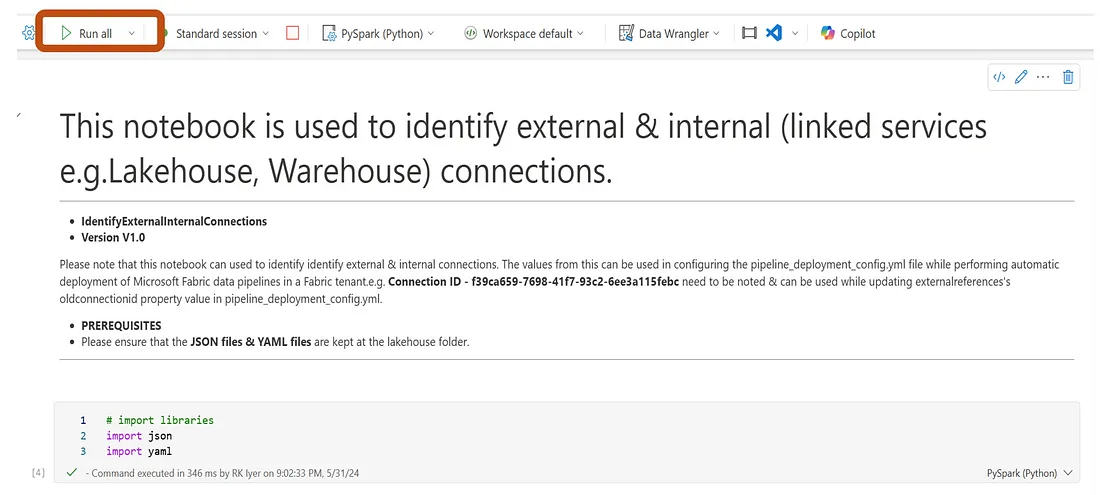 Run all
Standard session
PySpark (Python)
Workspace default
Data Wrangler
Copilot
This notebook is used to identify external & internal (linked services
e.g.Lakehouse, Warehouse) connections.
IdentifyExternalInternalConnections
Version V1.0
Please note that this notebook can used to identify identify external & internal connections. The values from this can be used in configuring the pipeline_deployment_config.yml file while performing automatic
deployment of Microsoft Fabric data pipelines in a Fabric tenant.e.g. Connection ID - f39ca659-7698-41f7-93c2-6ee3a115febc need to be noted & can be used while updating externalreferences's
oldconnectionid property value in pipeline_deployment_config.yml.
PREREQUISITES
Please ensure that the JSON files & YAML files are kept at the lakehouse folder.
1 # import libraries
2 import json
3 import yaml
[4] - Command executed in 346 ms by RK Iyer on 9:02:33 PM, 5/31/24 PySpark (Python)